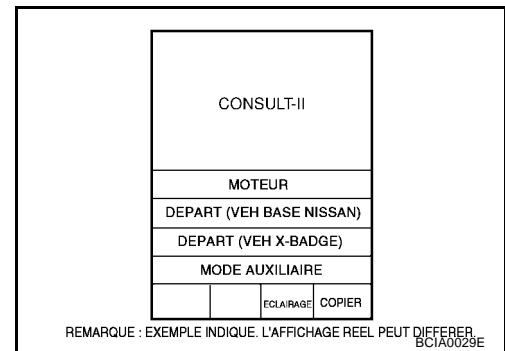 CONSULT-II
MOTEUR
DEPART (VEH BASE NISSAN)
DEPART (VEH X-BADGE)
MODE AUXILIAIRE
ECLAIRAGE COPIER
REMARQUE : EXEMPLE INDIQUE. L'AFFICHAGE REEL PEUT DIFFERER.
BCIA0029E